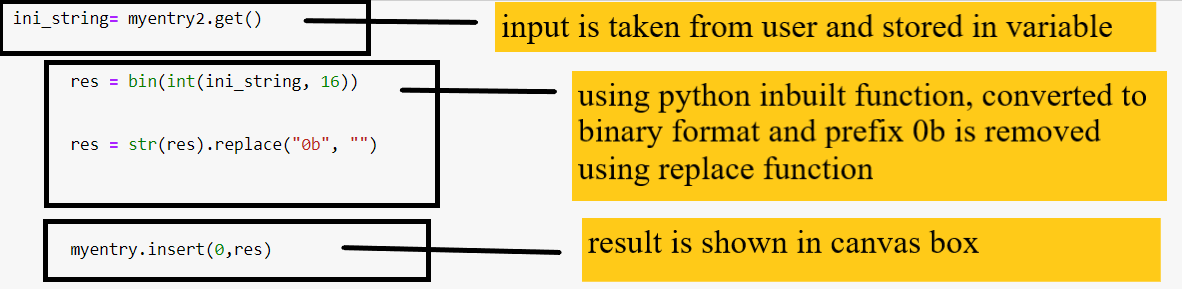 ini_string= myentry2.get()
input is taken from user and stored in variable
res = bin(int(ini_string, 16))
res = str(res).replace("0b", "")
using python inbuilt function, converted to
binary format and prefix 0b is removed
using replace function
myentry.insert(0,res)
result is shown in canvas box